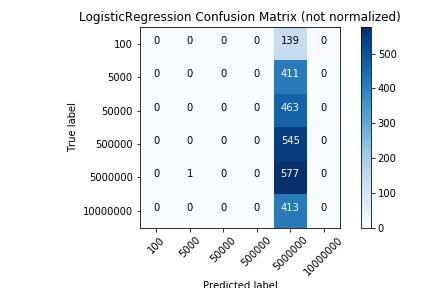 LogisticRegression Confusion Matrix (not normalized)
100 0 0 0 0 139 0
5000 0 0 0 0 411 0
50000 0 0 0 0 463 0
500000 0 0 0 0 545 0
5000000 0 1 0 0 577 0
10000000 0 0 0 0 413 0
True label
100 5000 50000 500000 5000000 10000000
Predicted label
500
400
300
200
100
0